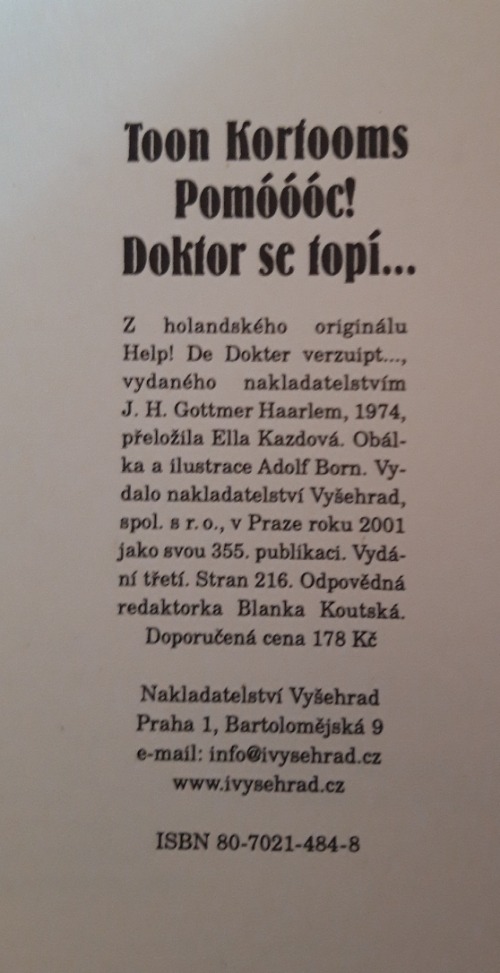 Toon Kortooms
Pomóóóc!
Doktor se topí...
Z holandského originálu
Help! De Dokter verzuipt...,
vydaného nakladatelstvím
J. H. Gottmer Haarlem, 1974,
přeložila Ella Kazdová. Obál-
ka a ilustrace Adolf Born. Vy-
dalo nakladatelství Vyšehrad,
spol. s r. o., v Praze roku 2001
jako svou 355. publikaci. Vydá-
ní třetí. Stran 216. Odpovědná
redaktorka Blanka Koutská.
Doporučená cena 178 Kč
Nakladatelství Vyšehrad
Praha 1, Bartolomějská 9
e-mail: info@ivysehrad.cz
www.ivysehrad.cz
ISBN 80-7021-484-8